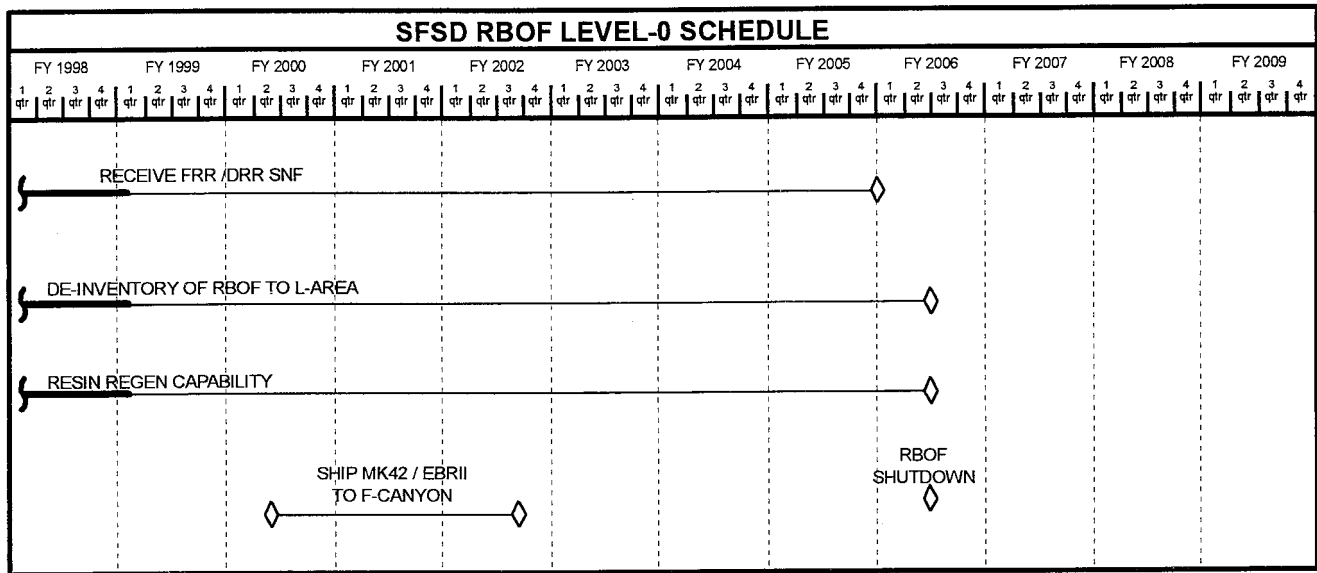 SFSD RBOF LEVEL-0 SCHEDULE
FY 1998 FY 1999 FY 2000 FY 2001 FY 2002 FY 2003 FY 2004 FY 2005 FY 2006 FY 2007 FY 2008 FY 2009
1 2 3 4 1 2 3 4 1 2 3 4 1 2 3 4 1 2 3 4 1 2 3 4 1 2 3 4 1 2 3 4 1 2 3 4 1 2 3 4 1 2 3 4 1 2 3 4
qtr qtr qtr qtr qtr qtr qtr qtr qtr qtr qtr qtr qtr qtr qtr qtr qtr qtr qtr qtr qtr qtr qtr qtr qtr qtr qtr qtr qtr qtr qtr qtr qtr qtr qtr qtr qtr qtr qtr qtr qtr qtr qtr qtr qtr qtr qtr qtr
RECEIVE FRR /DRR SNF
DE-INVENTORY OF RBOF TO L-AREA
RESIN REGEN CAPABILITY
SHIP MK42 / EBRII
TO F-CANYON
RBOF
SHUTDOWN